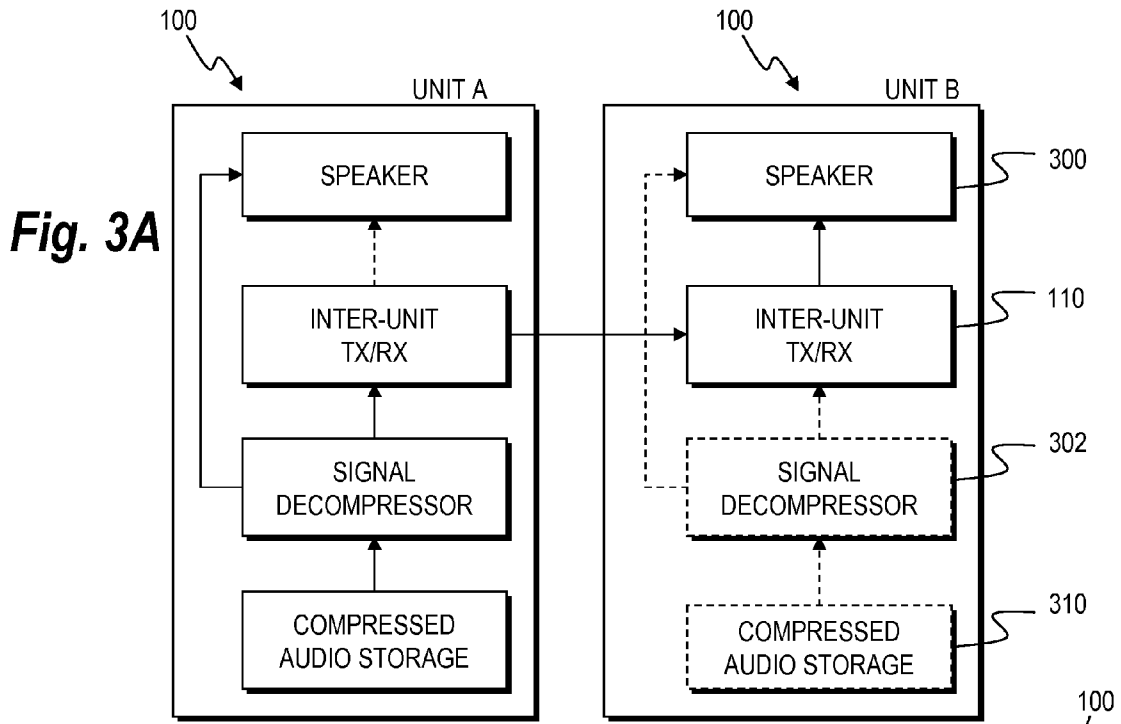 100
100
UNIT A
UNIT B
SPEAKER
SPEAKER
300
Fig. 3A
INTER-UNIT
TX/RX
INTER-UNIT
TX/RX
110
SIGNAL
DECOMPRESSOR
SIGNAL
DECOMPRESSOR
302
COMPRESSED
AUDIO STORAGE
COMPRESSED
AUDIO STORAGE
310
100